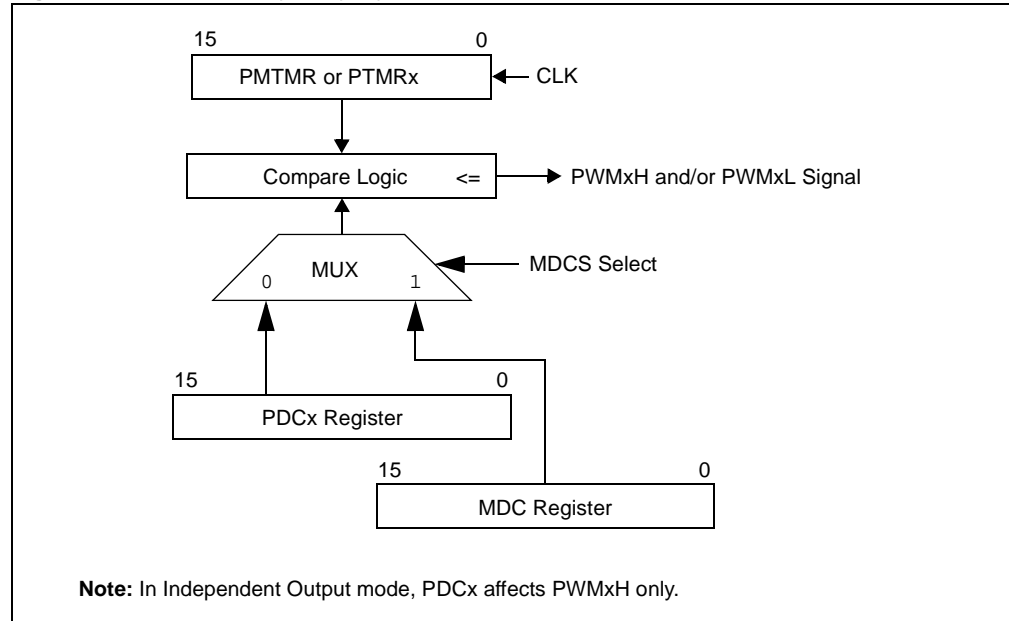 15 0
PMTMR or PTMRx
CLK
Compare Logic <=
PWMxH and/or PWMxL Signal
MUX
MDCS Select
0 1
15 0
PDCx Register
15 0
MDC Register
Note: In Independent Output mode, PDCx affects PWMxH only.